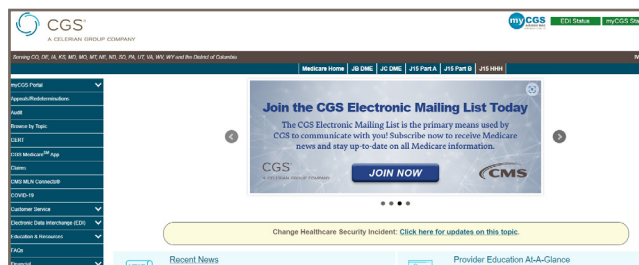 CGS
A CELERIAN GROUP COMPANY
myCGS
EDI Status
myCGS Sta
Serving CO, DE, IA, KS, MD, MO, MT, NE, ND, SD, PA, UT, VA, WV, WY and the District of Columbia
Medicare Home JB DME JC DME J15 Part A J15 Part B J15 HHH
myCGS Portal
Appeals/Redeterminations
Audit
Browse by Topic
CERT
CGS Medicare SM App
Claims
CMS MLN Connects®
COVID-19
Customer Service
Electronic Data Interchange (EDI)
Education & Resources
FAQs
Financial
Join the CGS Electronic Mailing List Today
The CGS Electronic Mailing List is the primary means used by
CGS to communicate with you! Subscribe now to receive Medicare
news and stay up-to-date on all Medicare information.
CGS
A CELERIAN GROUP COMPANY
JOIN NOW
CMS
Change Healthcare Security Incident: Click here for updates on this topic.
Recent News
Provider Education At-A-Glance